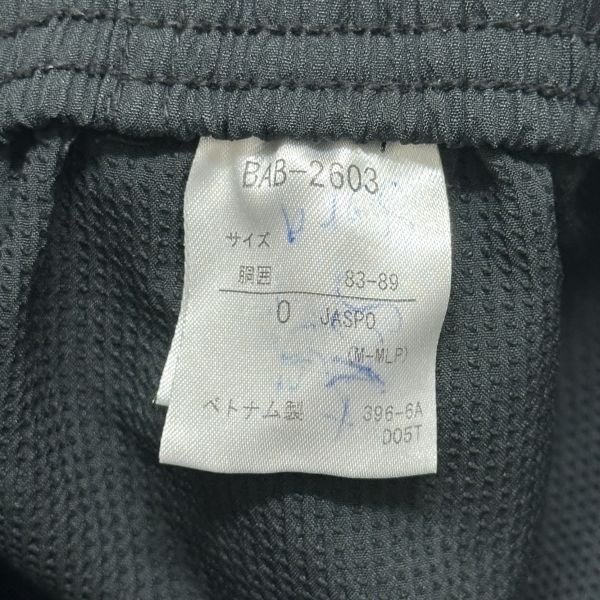 BAB-2603
サイズ
胴囲 83-89
O JASPO
(M-MLP)
ベトナム製 396-6A
D05T